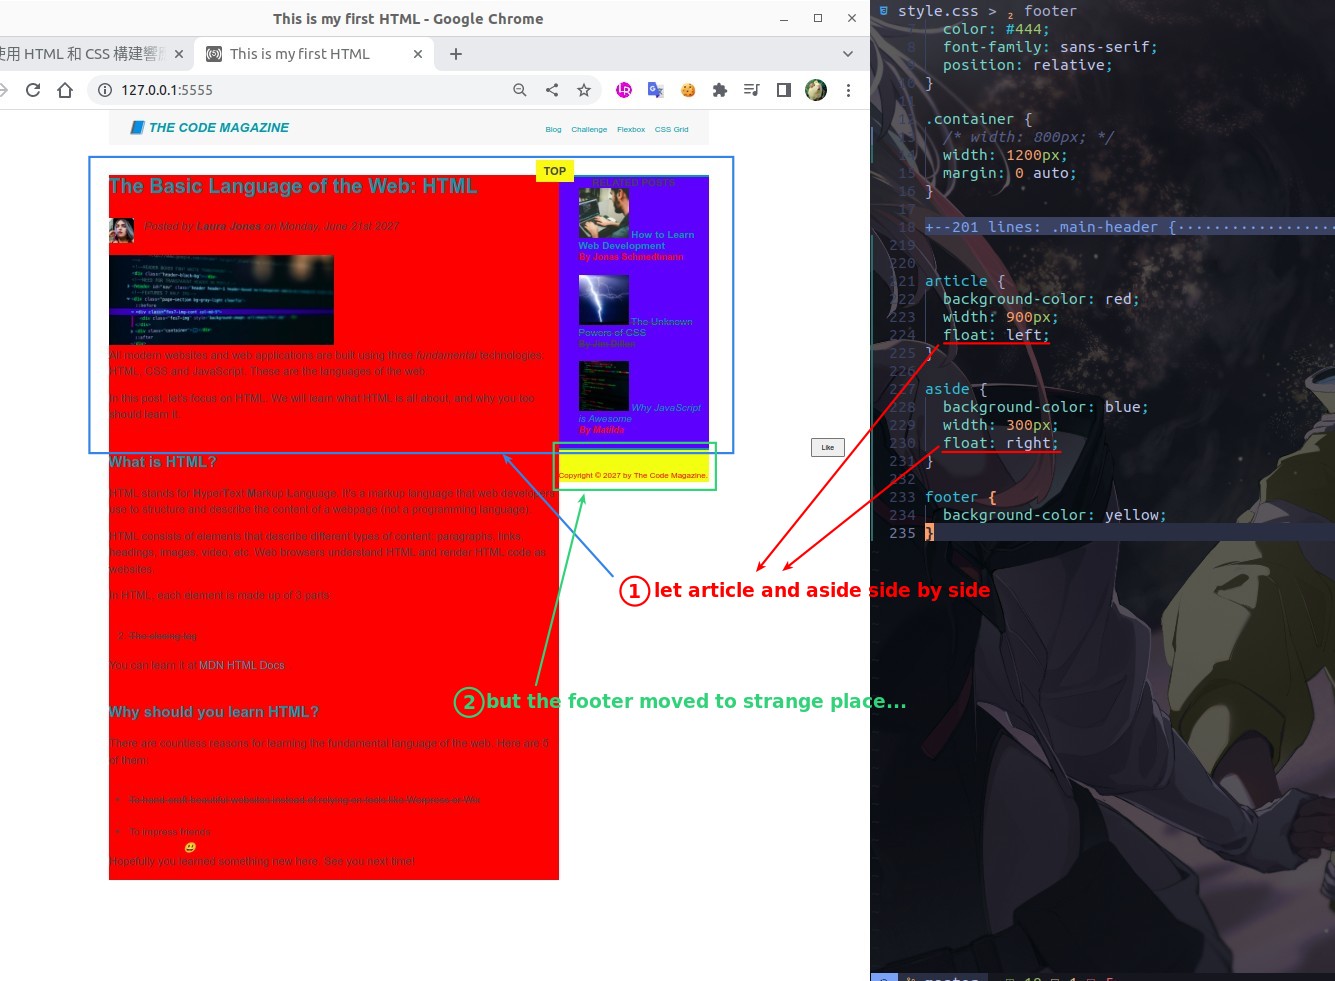 This is my first HTML - Google Chrome
使用 HTML 和 CSS 構建響應
This is my first HTML
127.0.0.1:5555
📘 THE CODE MAGAZINE
Blog Challenge Flexbox CSS Grid
TOP
The Basic Language of the Web: HTML
Posted by Laura Jones on Monday, June 21st 2027
All modern websites and web applications are built using three fundamental technologies:
HTML, CSS and JavaScript. These are the languages of the web.
In this post, let's focus on HTML. We will learn what HTML is all about, and why you too
should learn it.
What is HTML?
HTML stands for HyperText Markup Language. It's a markup language that web developers
use to structure and describe the content of a webpage (not a programming language).
HTML consists of elements that describe different types of content: paragraphs, links,
headings, images, video, etc. Web browsers understand HTML and render HTML code as
websites.
In HTML, each element is made up of 3 parts
2. The closing tag
You can learn it at MDN HTML Docs
Why should you learn HTML?
There are countless reasons for learning the fundamental language of the web. Here are 5
of them:
To hand-craft beautiful websites instead of relying on tools like Worpress or Wix
To impress friends
😃
Hopefully you learned something new here. See you next time!
RELATED POSTS
How to Learn
Web Development
By Jonas Schmedtmann
The Unknown
Powers of CSS
By Jim Dillon
Why JavaScript
is Awesome
By Matilda
Copyright © 2027 by The Code Magazine.
Like
1 let article and aside side by side
2 but the footer moved to strange place...
style.css > footer
color: #444;
8 font-family: sans-serif;
position: relative;
}
.container {
/* width: 800px; */
width: 1200px;
15 margin: 0 auto;
16 }
17
18 +--201 lines: .main-header {
219
220
221 article {
222 background-color: red;
223 width: 900px;
224 float: left;
225 }
226
227 aside {
228 background-color: blue;
229 width: 300px;
230 float: right;
231 }
232
233 footer {
234 background-color: yellow;
235 }